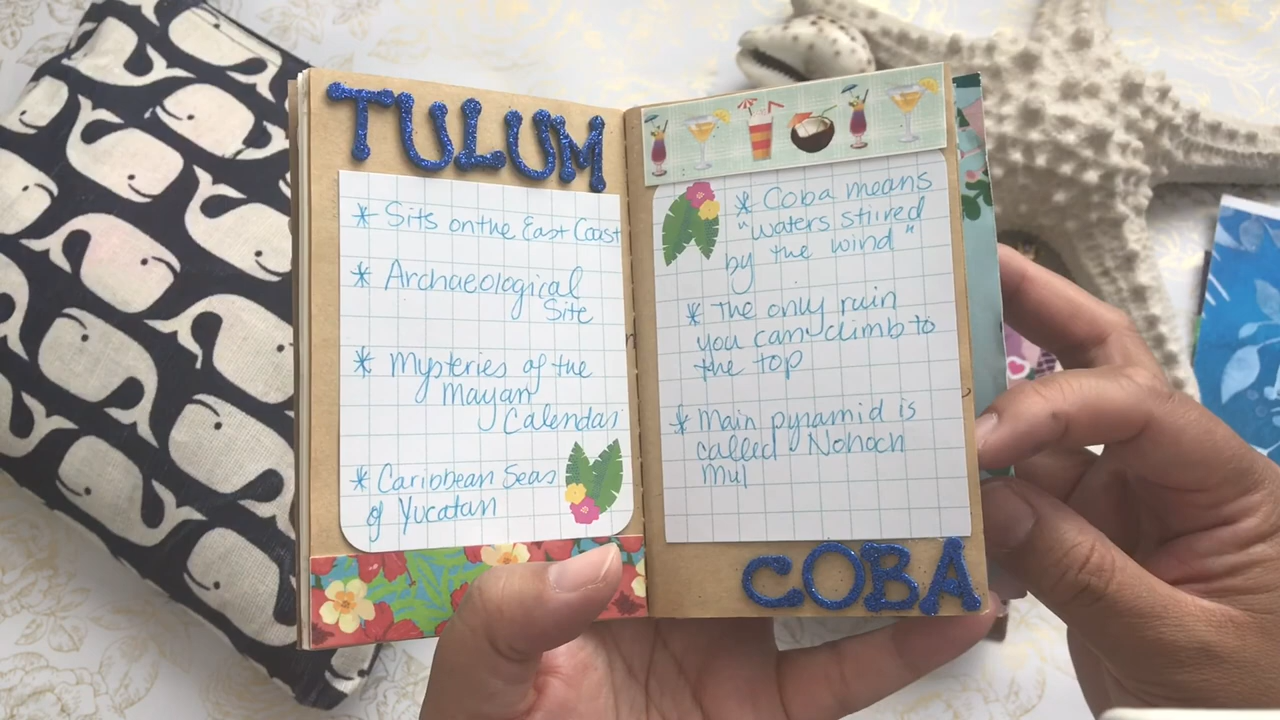 TULUM
* Sits on the East Coast
* Archaeological
Site
* Mysteries of the
Mayan
Calendar
* Caribbean Seas
of Yucatan
* Coba means
"waters stirred
by the wind"
* The only ruin
you can climb to
the top
* Main pyramid is
called Nohoch
Mul
COBA